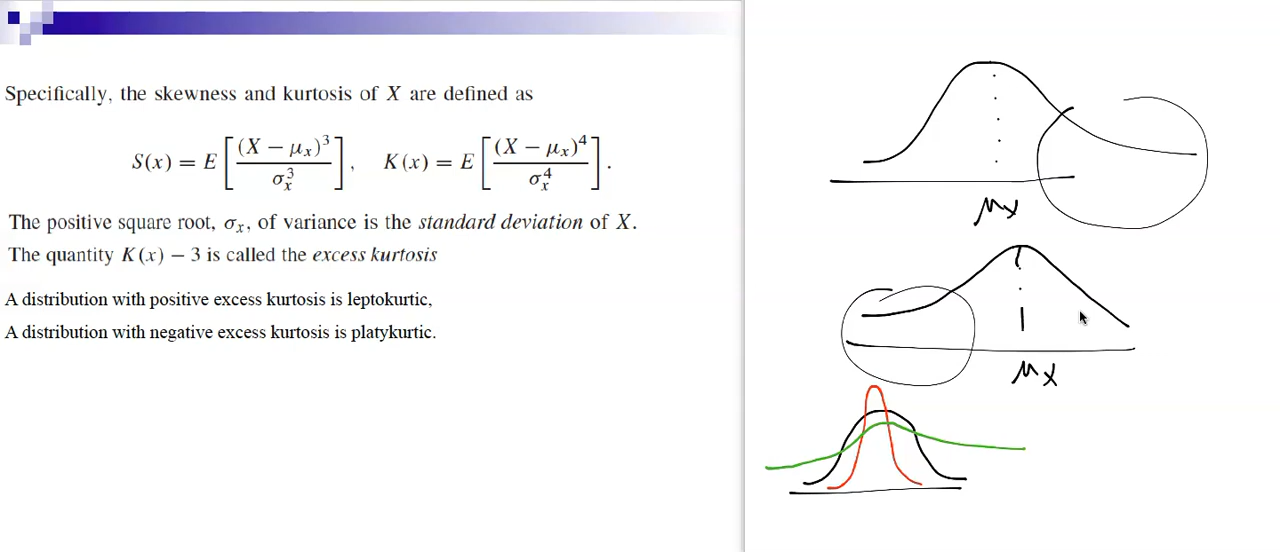 Specifically, the skewness and kurtosis of X are defined as
S(x) = E[(X − μₓ)³/σₓ³], K(x) = E[(X − μₓ)⁴/σₓ⁴].
The positive square root, σₓ, of variance is the standard deviation of X.
The quantity K(x) − 3 is called the excess kurtosis
A distribution with positive excess kurtosis is leptokurtic,
A distribution with negative excess kurtosis is platykurtic.
μx
μx